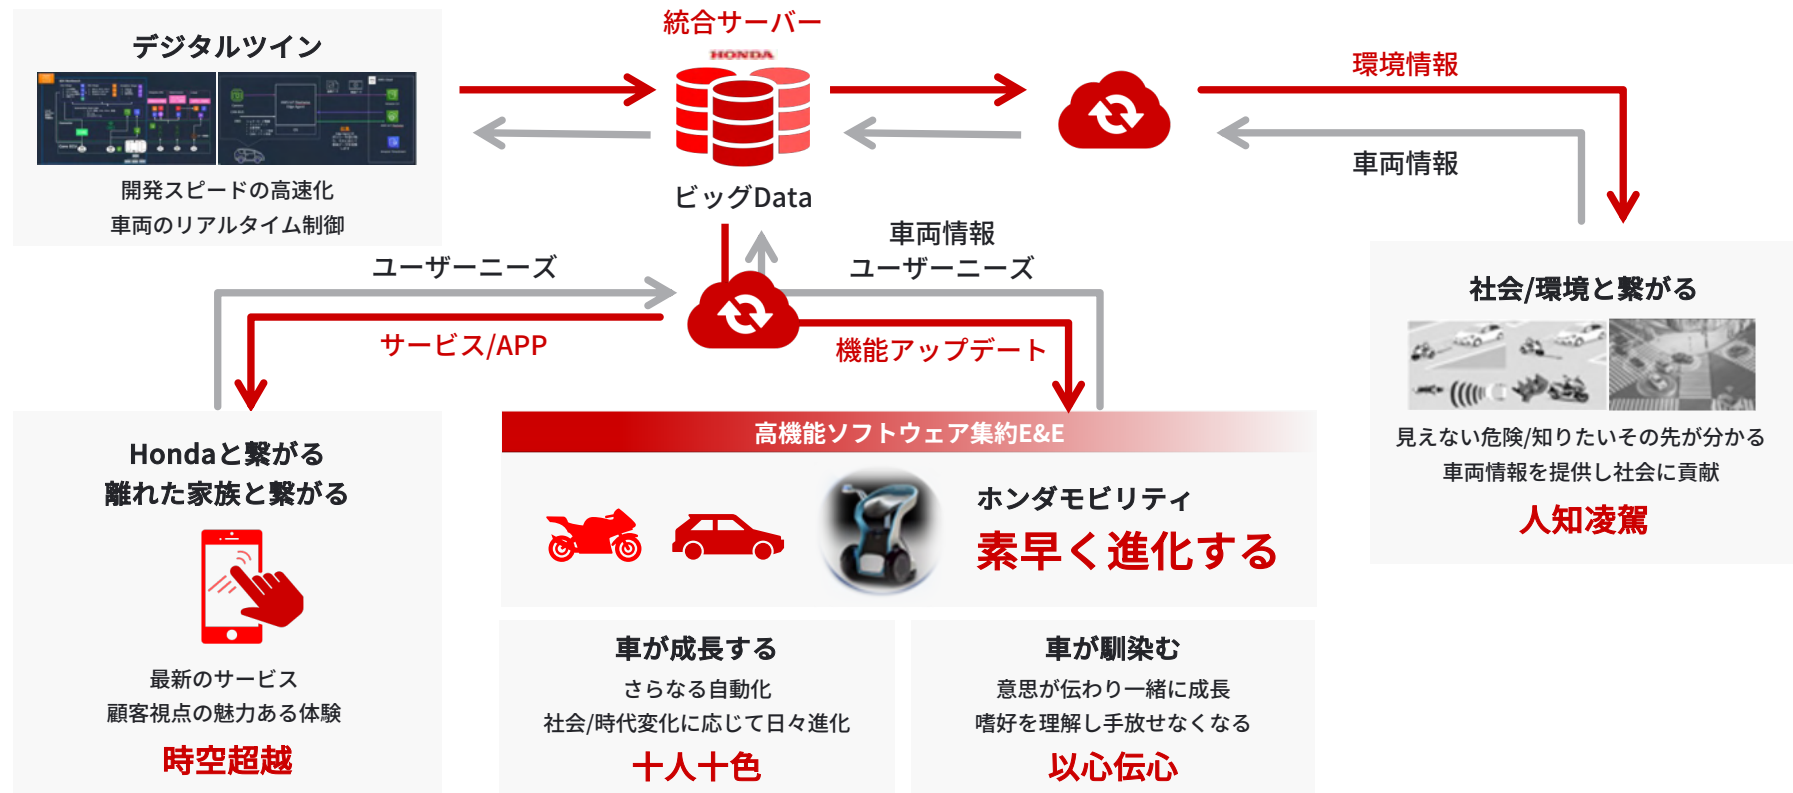 デジタルツイン
開発スピードの高速化
車両のリアルタイム制御
統合サーバー
HONDA
ビッグData
環境情報
車両情報
車両情報
ユーザーニーズ
ユーザーニーズ
サービス/APP
機能アップデート
社会/環境と繋がる
見えない危険/知りたいその先が分かる
車両情報を提供し社会に貢献
人知凌駕
Hondaと繋がる
離れた家族と繋がる
最新のサービス
顧客視点の魅力ある体験
時空超越
高機能ソフトウェア集約E&E
ホンダモビリティ
素早く進化する
車が成長する
さらなる自動化
社会/時代変化に応じて日々進化
十人十色
車が馴染む
意思が伝わり一緒に成長
嗜好を理解し手放せなくなる
以心伝心